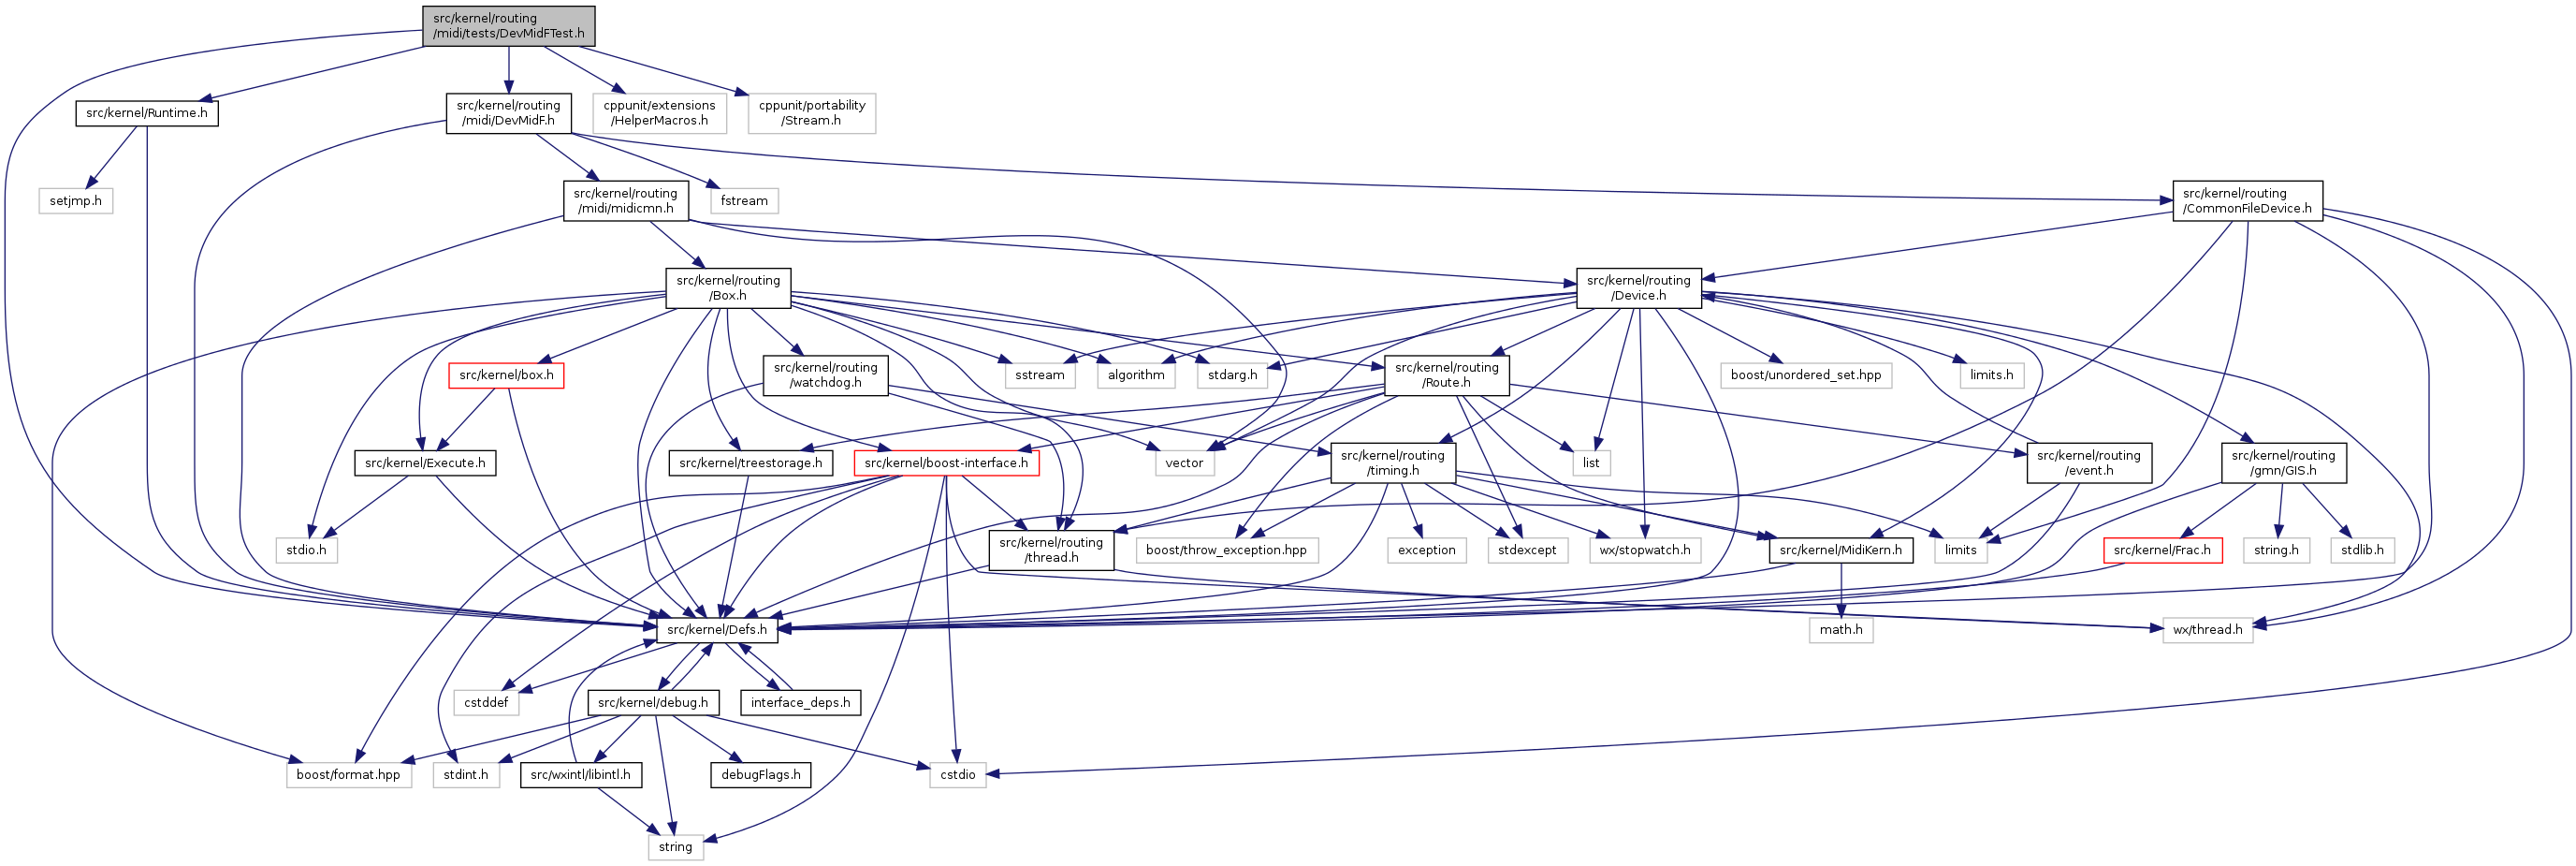 src/kernel/routing
/midi/tests/DevMidFTest.h
src/kernel/Runtime.h
src/kernel/routing
/midi/DevMidF.h
cppunit/extensions
/HelperMacros.h
cppunit/portability
/Stream.h
setjmp.h
src/kernel/routing
/midi/midicmn.h
fstream
src/kernel/routing
/CommonFileDevice.h
src/kernel/routing
/Box.h
src/kernel/routing
/Device.h
src/kernel/box.h
src/kernel/routing
/watchdog.h
sstream
algorithm
stdarg.h
src/kernel/routing
/Route.h
boost/unordered_set.hpp
limits.h
src/kernel/Execute.h
src/kernel/treestorage.h
src/kernel/boost-interface.h
vector
src/kernel/routing
/timing.h
list
src/kernel/routing
/event.h
src/kernel/routing
/gmn/GIS.h
stdio.h
src/kernel/routing
/thread.h
boost/throw_exception.hpp
exception
stdexcept
wx/stopwatch.h
src/kernel/MidiKern.h
limits
src/kernel/Frac.h
string.h
stdlib.h
src/kernel/Defs.h
math.h
wx/thread.h
cstddef
src/kernel/debug.h
interface_deps.h
boost/format.hpp
stdint.h
src/wxintl/libintl.h
debugFlags.h
cstdio
string